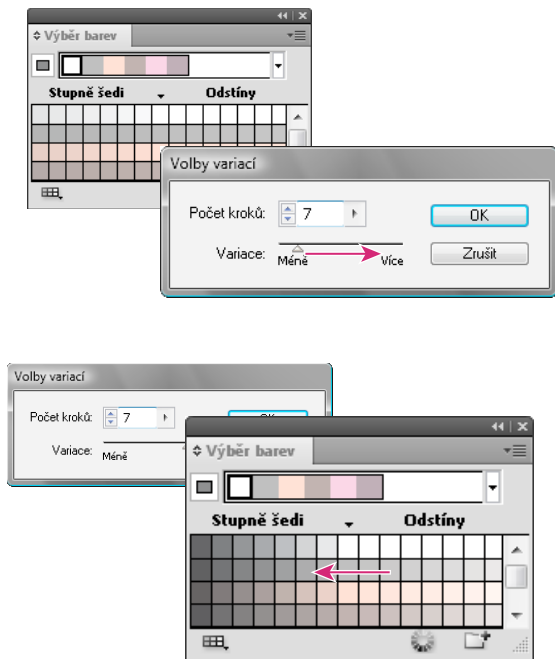 Výběr barev
Stupně šedi Odstíny
Volby variací
Počet kroků: 7 OK
Variace: Méně Více Zrušit
Volby variací
Počet kroků: 7
Variace: Méně
Výběr barev
Stupně šedi Odstíny